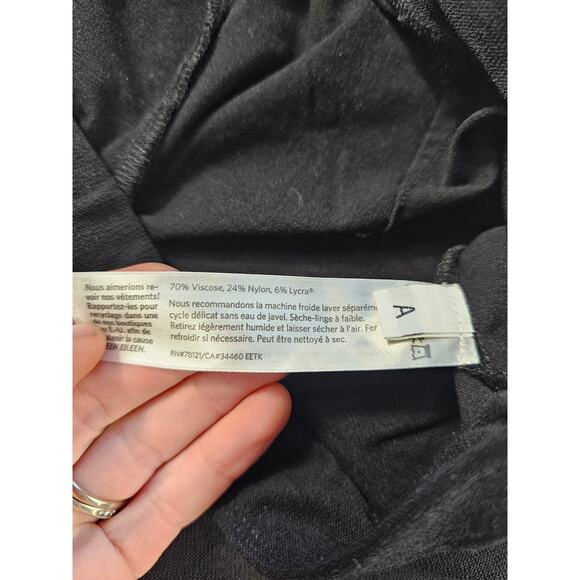 Nous aimerions re-
voir nos vêtements!
Rapportez-les pour
recyclage dans une
de nos boutiques
E.-U. afin de
la cause
EILEEN.
70% Viscose, 24% Nylon, 6% Lycra®
Nous recommandons la machine froide laver séparéme
cycle délicat sans eau de javel. Sèche-linge à faible.
Retirez légèrement humide et laisser sécher à l'air. Fer
refroidir si nécessaire. Peut être nettoyé à sec.
RN#78121/CA#34460 EETK
A